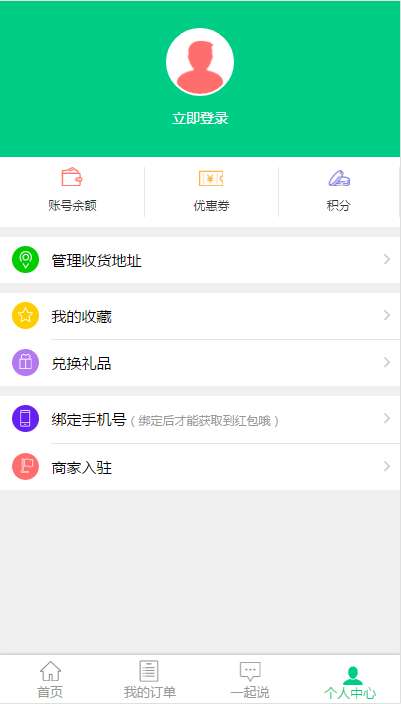 立即登录
账号余额 优惠券 积分
管理收货地址
我的收藏
兑换礼品
绑定手机号（绑定后才能获取到红包哦）
商家入驻
首页 我的订单 一起说 个人中心